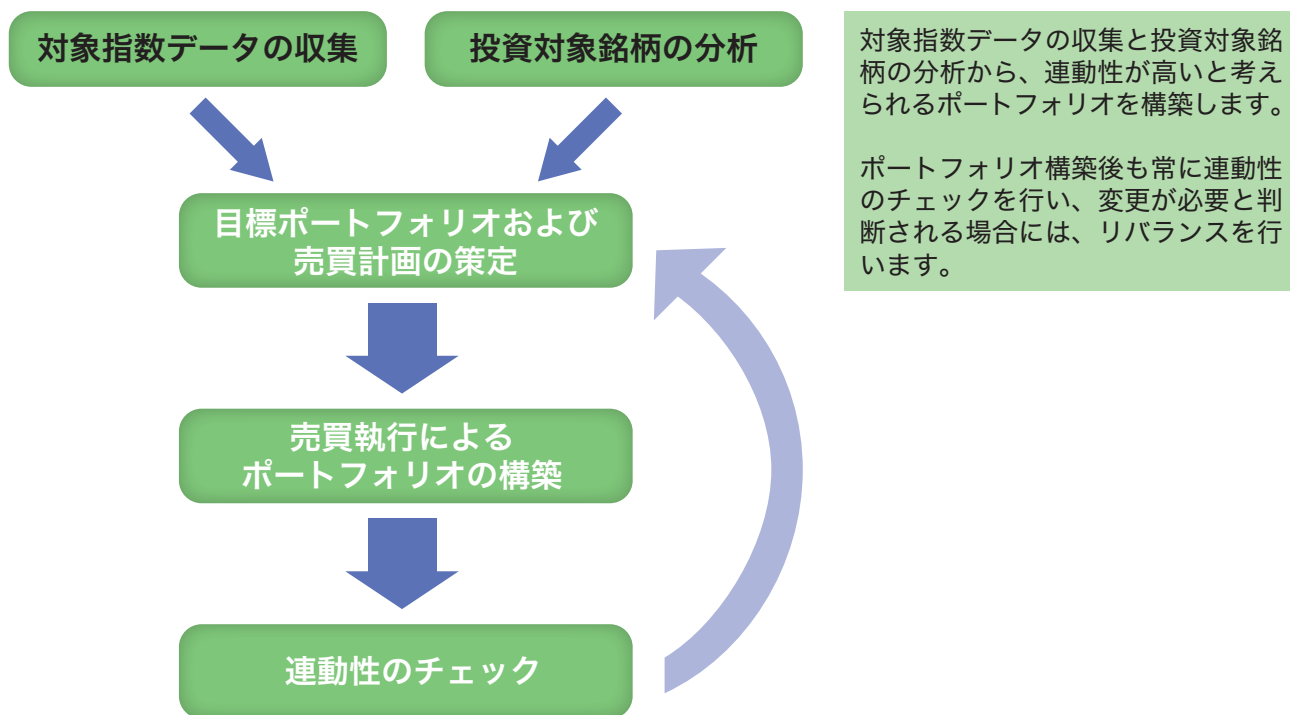 対象指数データの収集
投資対象銘柄の分析
対象指数データの収集と投資対象銘
柄の分析から、連動性が高いと考え
られるポートフォリオを構築します。
ポートフォリオ構築後も常に連動性
のチェックを行い、変更が必要と判
断される場合には、リバランスを行
います。
目標ポートフォリオおよび
売買計画の策定
売買執行による
ポートフォリオの構築
連動性のチェック